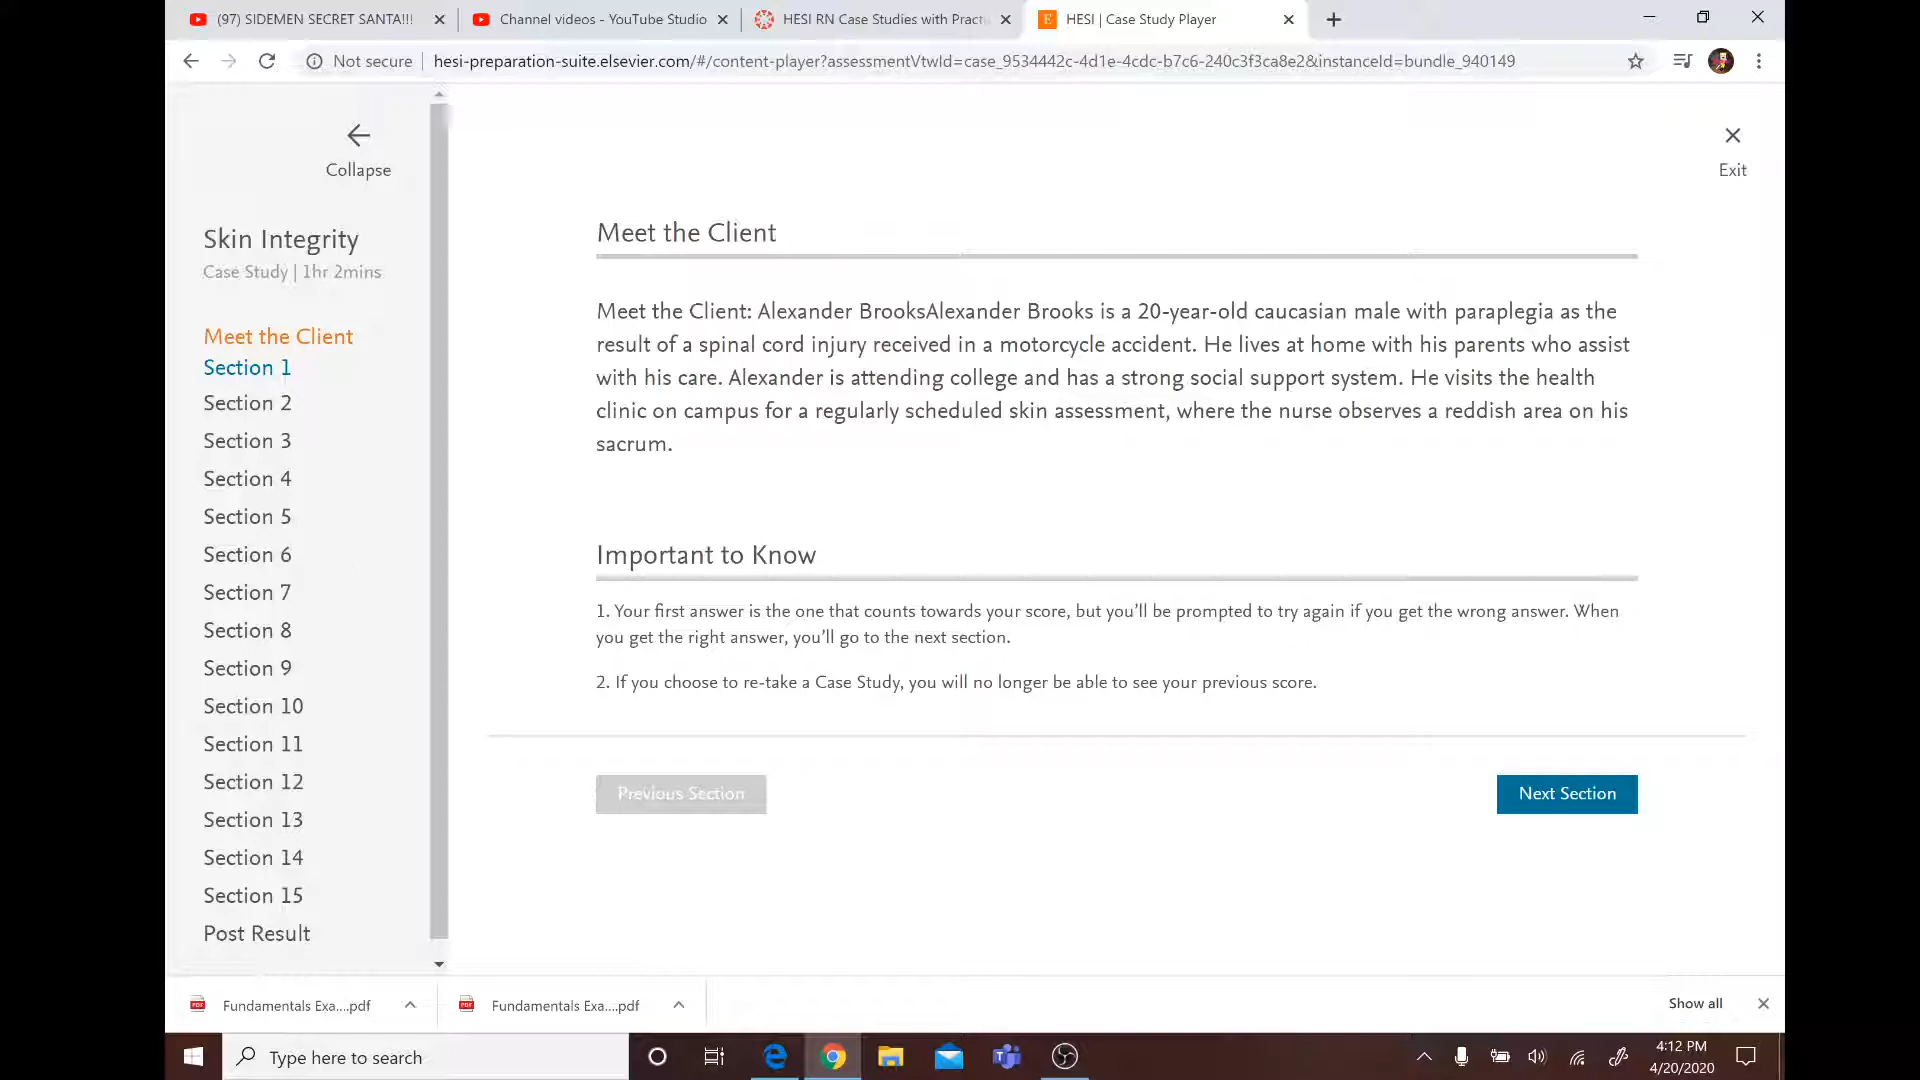 (97) SIDEMEN SECRET SANTA!!!
Channel videos - YouTube Studio
HESI RN Case Studies with Pract
HESI | Case Study Player
Not secure | hesi-preparation-suite.elsevier.com/#/content-player?assessmentVtwId=case_9534442c-4d1e-4cdc-b7c6-240c3f3ca8e2&instanceId=bundle_940149
Collapse
Exit
Skin Integrity
Case Study | 1hr 2mins
Meet the Client
Section 1
Section 2
Section 3
Section 4
Section 5
Section 6
Section 7
Section 8
Section 9
Section 10
Section 11
Section 12
Section 13
Section 14
Section 15
Post Result
Meet the Client
Meet the Client: Alexander BrooksAlexander Brooks is a 20-year-old caucasian male with paraplegia as the
result of a spinal cord injury received in a motorcycle accident. He lives at home with his parents who assist
with his care. Alexander is attending college and has a strong social support system. He visits the health
clinic on campus for a regularly scheduled skin assessment, where the nurse observes a reddish area on his
sacrum.
Important to Know
1. Your first answer is the one that counts towards your score, but you’ll be prompted to try again if you get the wrong answer. When
you get the right answer, you’ll go to the next section.
2. If you choose to re-take a Case Study, you will no longer be able to see your previous score.
Previous Section
Next Section
Fundamentals Exa....pdf
Fundamentals Exa....pdf
Show all
Type here to search
4:12 PM
4/20/2020